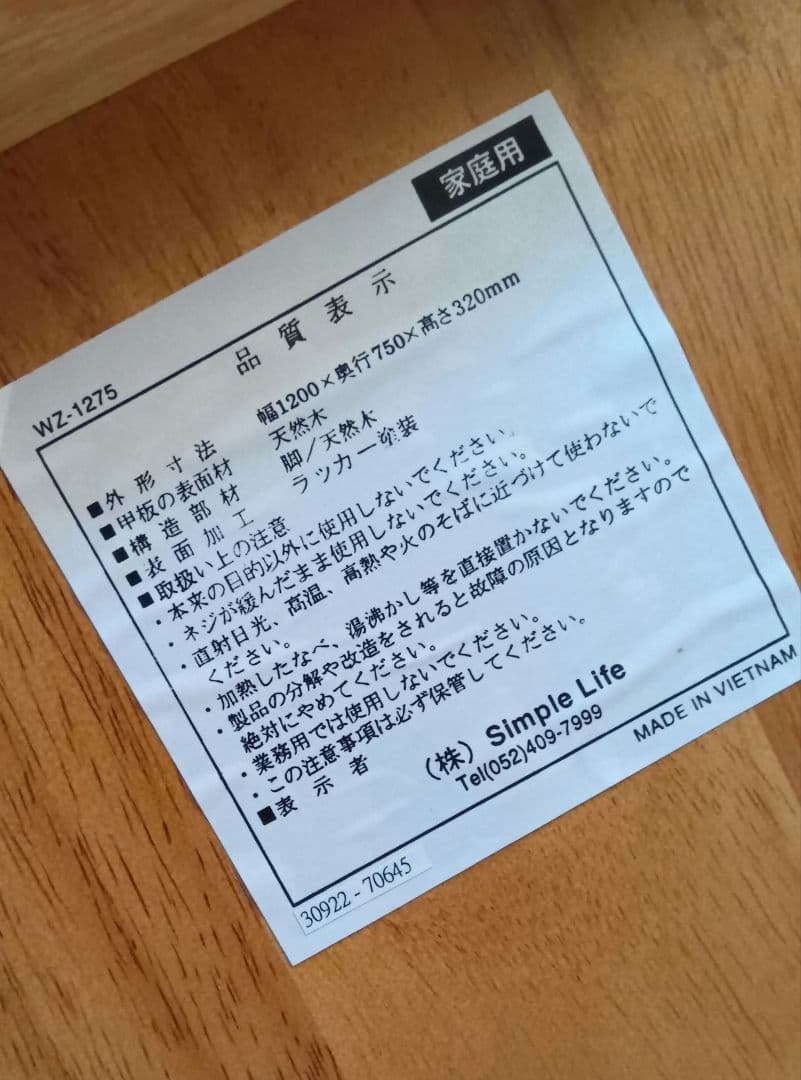 家庭用
WZ-1275
品質表示
■外形寸法 幅1200×奥行750×高さ320mm
■甲板の表面材 天然木
■構造部材 脚／天然木
■表面加工 ラッカー塗装
■取扱い上の注意
・本来の目的以外に使用しないでください。
・ネジが緩んだまま使用しないでください。
・直射日光、高温、高熱や火のそばに近づけて使わないで
ください。
・加熱したなべ、湯沸かし等を直接置かないでください。
・製品の分解や改造をされると故障の原因となりますので
絶対にやめてください。
・業務用では使用しないでください。
・この注意事項は必ず保管してください。
■表示者 （株）Simple Life
Tel(052)409-7999
MADE IN VIETNAM
30922 - 70645